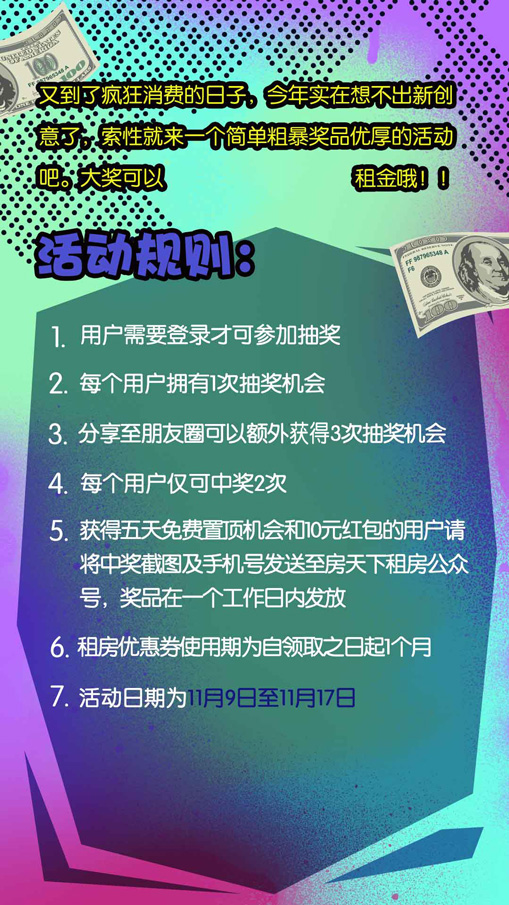 又到了疯狂消费的日子，今年实在想不出新创
意了，索性就来一个简单粗暴奖品优厚的活动
吧。大奖可以 租金哦！！
活动规则：
1. 用户需要登录才可参加抽奖
2. 每个用户拥有1次抽奖机会
3. 分享至朋友圈可以额外获得3次抽奖机会
4. 每个用户仅可中奖2次
5. 获得五天免费置顶机会和10元红包的用户请
将中奖截图及手机号发送至房天下租房公众
号，奖品在一个工作日内发放
6. 租房优惠券使用期为自领取之日起1个月
7. 活动日期为11月9日至11月17日
100
FF 967965348 A
F6
100